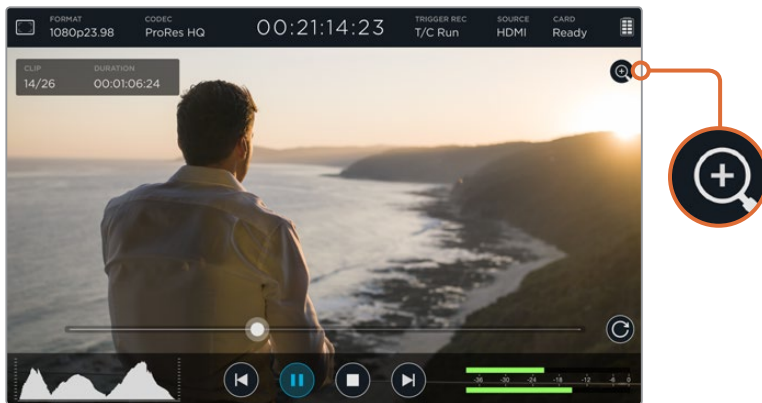 FORMAT CODEC 00:21:14:23 TRIGGER REC SOURCE CARD
1080p23.98 ProRes HQ T/C Run HDMI Ready
CLIP DURATION
14/26 00:01:06:24
-36 -30 -24 -18 -12 -6 0